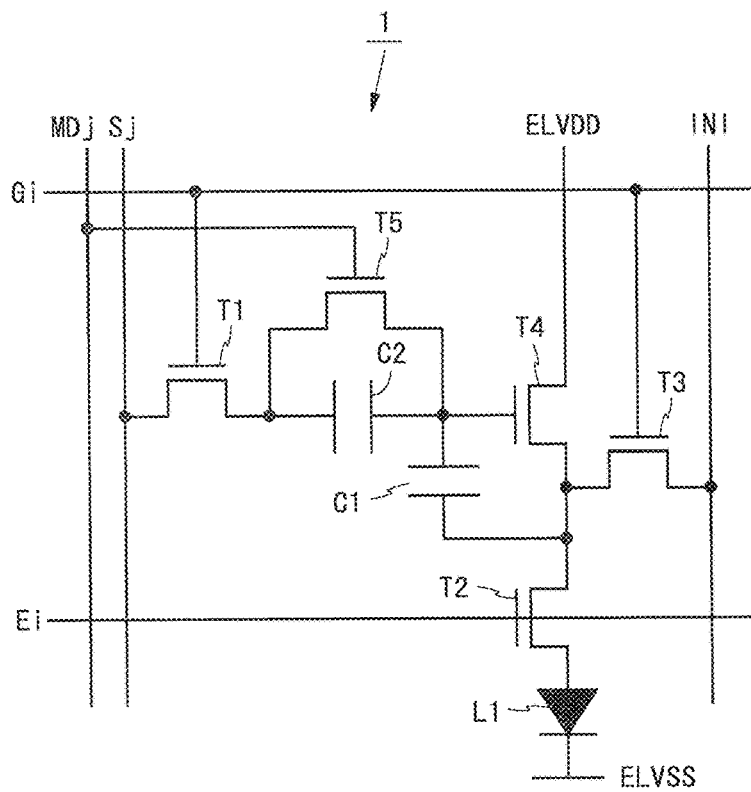 1
MDj Sj ELVDD INI
Gi
T5
T1
C2
T4
T3
C1
T2
Ei
L1
ELVSS